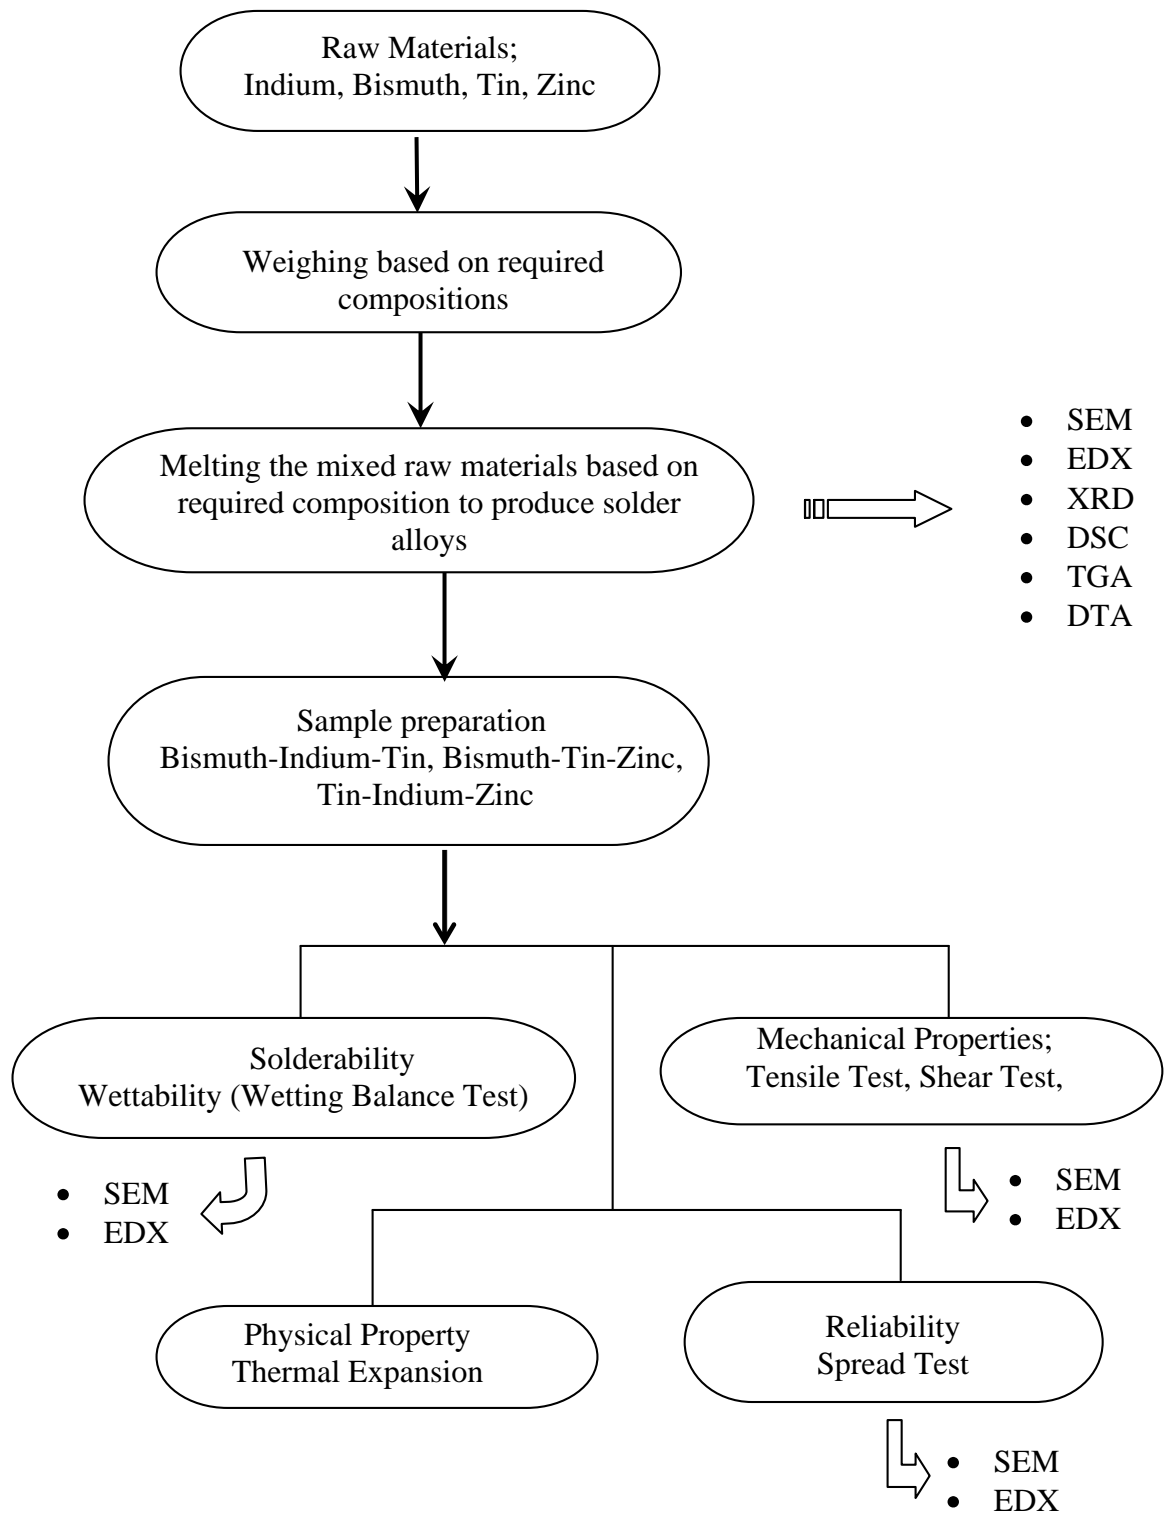 Raw Materials;
Indium, Bismuth, Tin, Zinc
Weighing based on required
compositions
Melting the mixed raw materials based on
required composition to produce solder
alloys
• SEM
• EDX
• XRD
• DSC
• TGA
• DTA
Sample preparation
Bismuth-Indium-Tin, Bismuth-Tin-Zinc,
Tin-Indium-Zinc
Solderability
Wettability (Wetting Balance Test)
Mechanical Properties;
Tensile Test, Shear Test,
• SEM
• EDX
• SEM
• EDX
Physical Property
Thermal Expansion
Reliability
Spread Test
• SEM
• EDX